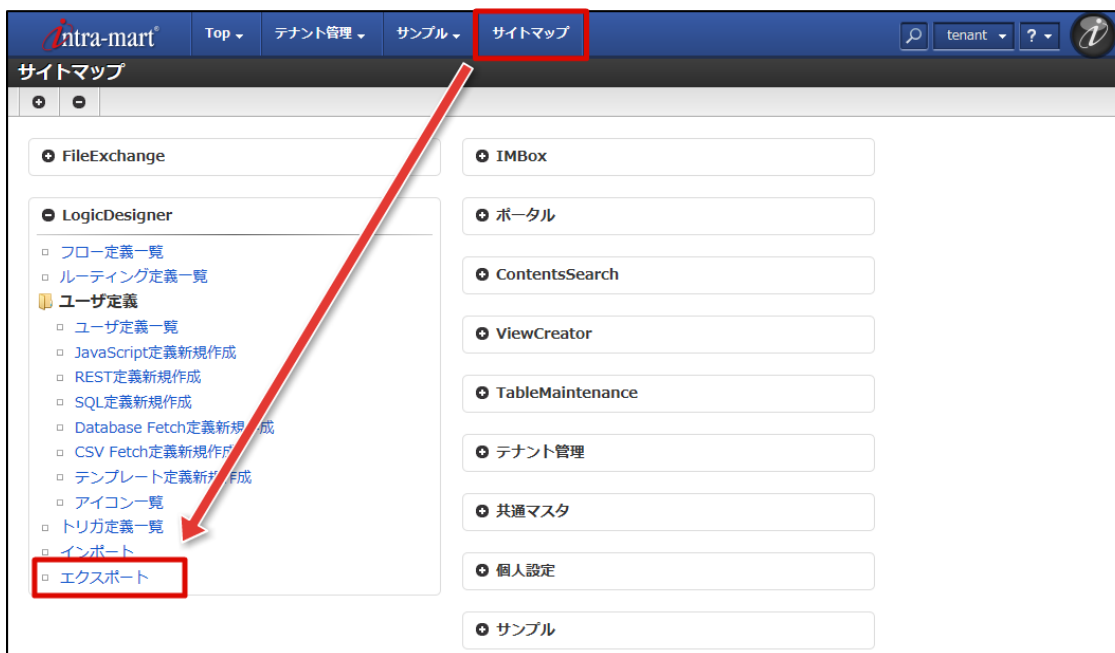 intra-mart® Top テナント管理 サンプル サイトマップ tenant ?
サイトマップ
FileExchange
LogicDesigner
フロー定義一覧
ルーティング定義一覧
ユーザ定義
ユーザ定義一覧
JavaScript定義新規作成
REST定義新規作成
SQL定義新規作成
Database Fetch定義新規作成
CSV Fetch定義新規作成
テンプレート定義新規作成
アイコン一覧
トリガ定義一覧
インポート
エクスポート
IMBox
ポータル
ContentsSearch
ViewCreator
TableMaintenance
テナント管理
共通マスタ
個人設定
サンプル